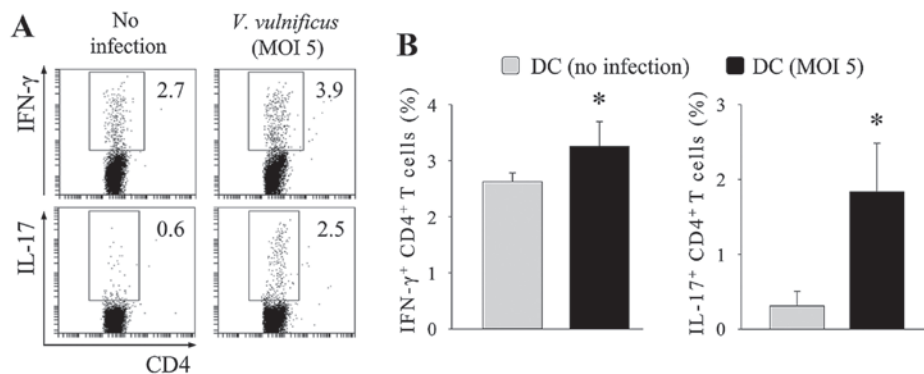 A
No
infection
V. vulnificus
(MOI 5)
IFN-γ
2.7
3.9
IL-17
0.6
2.5
CD4
B
DC (no infection)
DC (MOI 5)
IFN-γ⁺ CD4⁺ T cells (%)
4
3
2
1
0
*
IL-17⁺ CD4⁺ T cells (%)
3
2
1
0
*